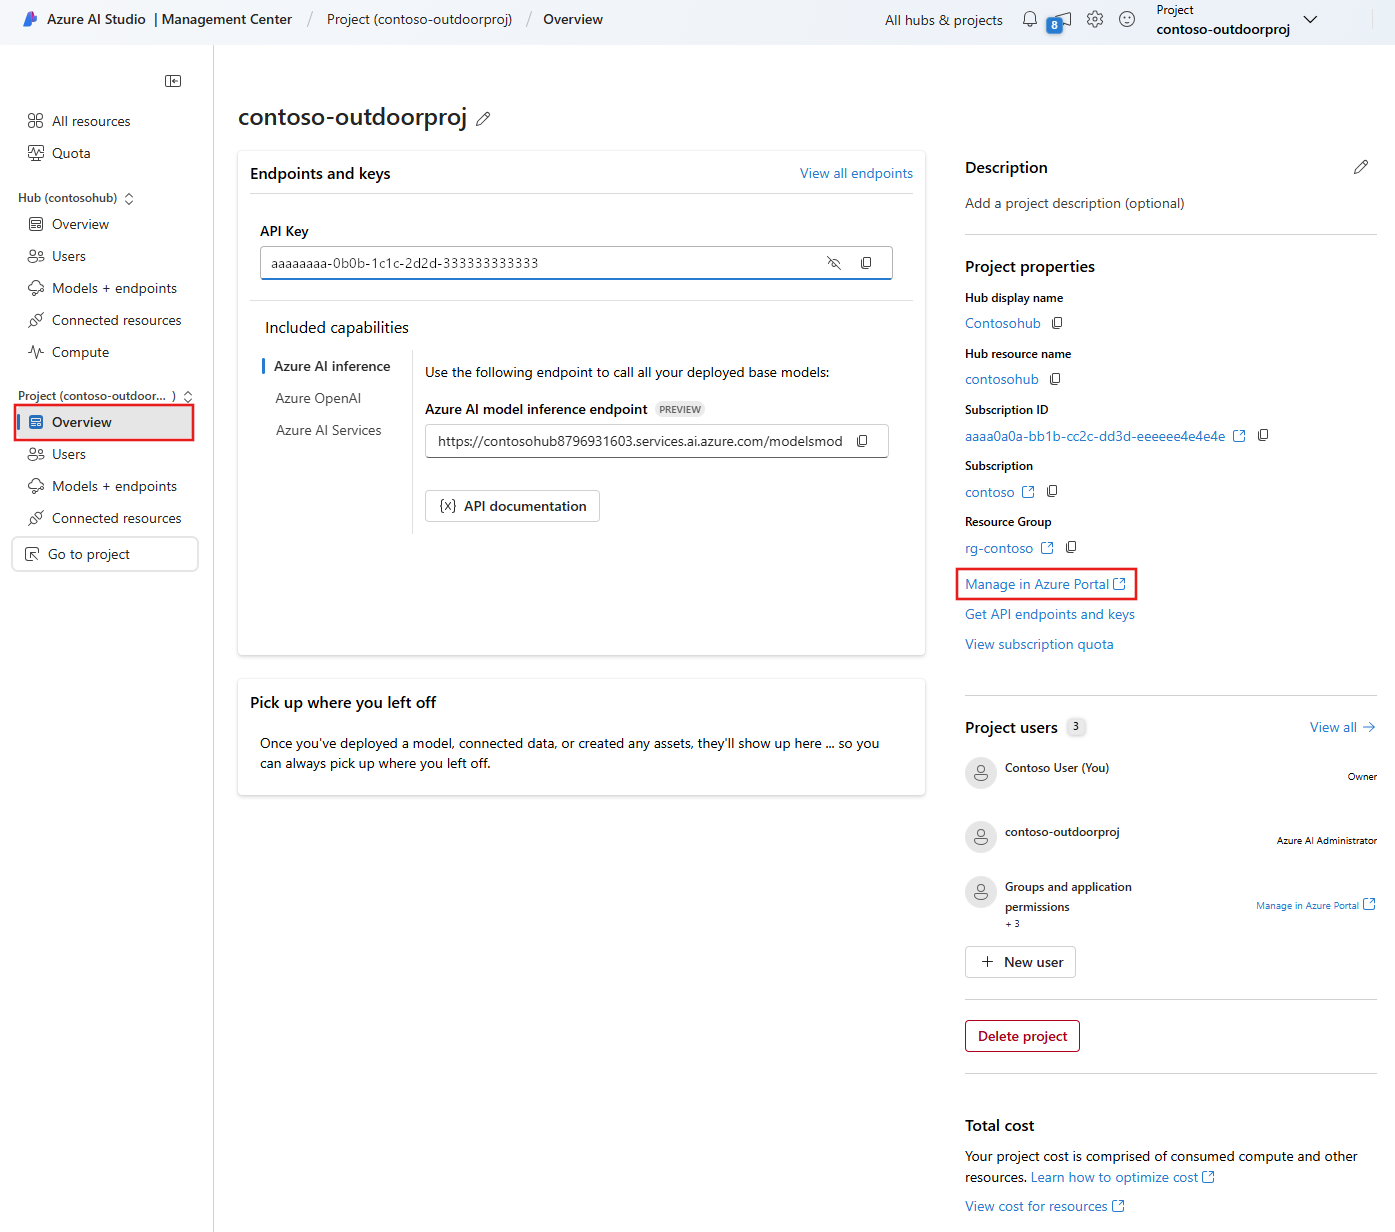 Azure AI Studio | Management Center / Project (contoso-outdoorproj) / Overview
All hubs & projects
8
Project
contoso-outdoorproj
All resources
Quota
Hub (contosohub)
Overview
Users
Models + endpoints
Connected resources
Compute
Project (contoso-outdoor... )
Overview
Users
Models + endpoints
Connected resources
Go to project
contoso-outdoorproj
Endpoints and keys
View all endpoints
API Key
aaaaaaaa-0b0b-1c1c-2d2d-333333333333
Included capabilities
Azure AI inference
Azure OpenAI
Azure AI Services
Use the following endpoint to call all your deployed base models:
Azure AI model inference endpoint PREVIEW
https://contosohub8796931603.services.ai.azure.com/modelsmod
{x} API documentation
Pick up where you left off
Once you've deployed a model, connected data, or created any assets, they'll show up here ... so you
can always pick up where you left off.
Description
Add a project description (optional)
Project properties
Hub display name
Contosohub
Hub resource name
contosohub
Subscription ID
aaaa0a0a-bb1b-cc2c-dd3d-eeeeee4e4e4e
Subscription
contoso
Resource Group
rg-contoso
Manage in Azure Portal
Get API endpoints and keys
View subscription quota
Project users 3
View all
Contoso User (You)
Owner
contoso-outdoorproj
Azure AI Administrator
Groups and application
permissions
+ 3
Manage in Azure Portal
New user
Delete project
Total cost
Your project cost is comprised of consumed compute and other
resources. Learn how to optimize cost
View cost for resources